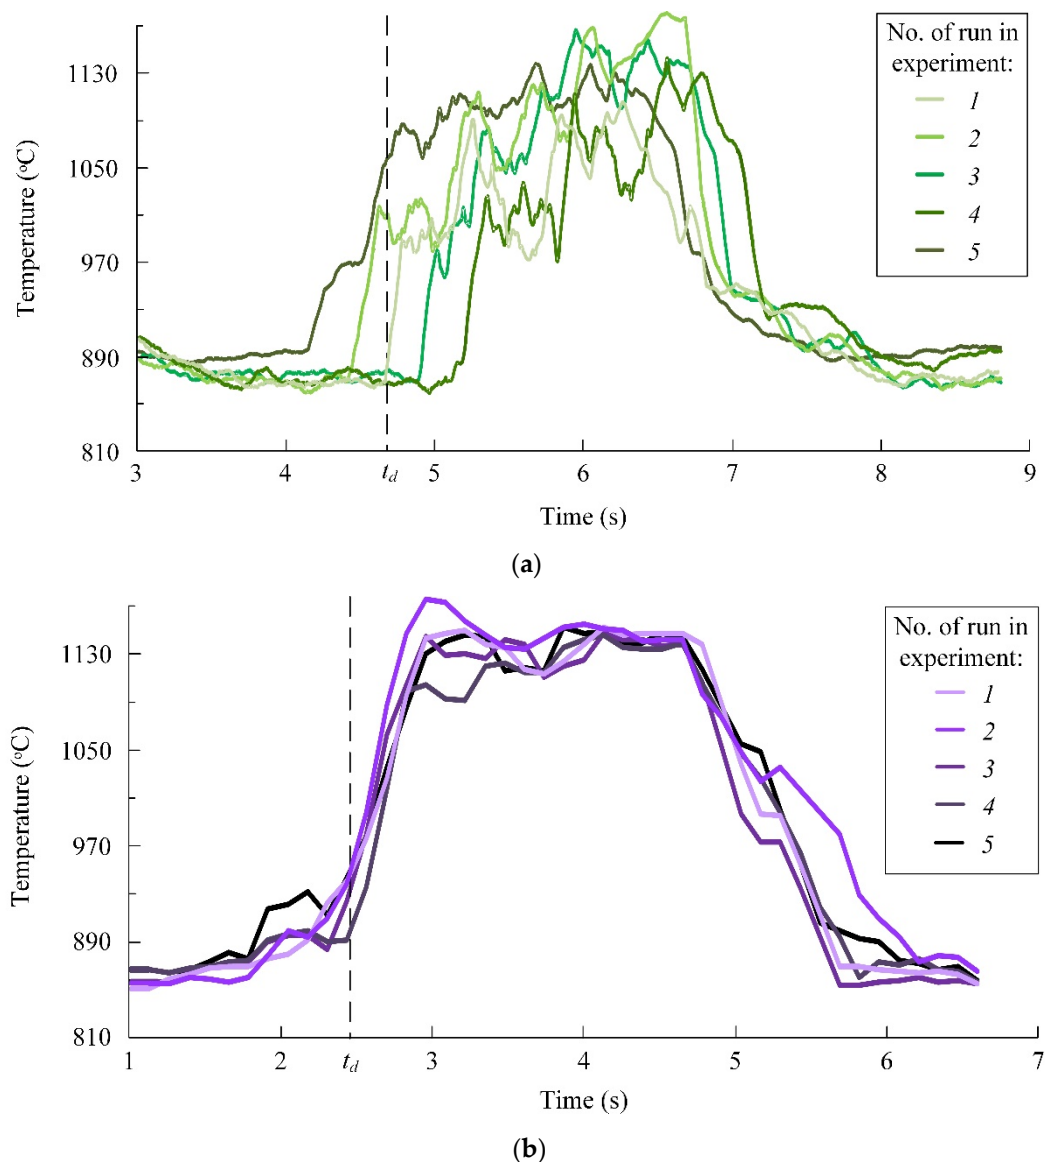 No. of run in
experiment:
1
2
3
4
5
Temperature (°C)
1130
1050
970
890
810
3
4
t_d
5
6
7
8
9
Time (s)
(a)
No. of run in
experiment:
1
2
3
4
5
Temperature (°C)
1130
1050
970
890
810
1
2
t_d
3
4
5
6
7
Time (s)
(b)